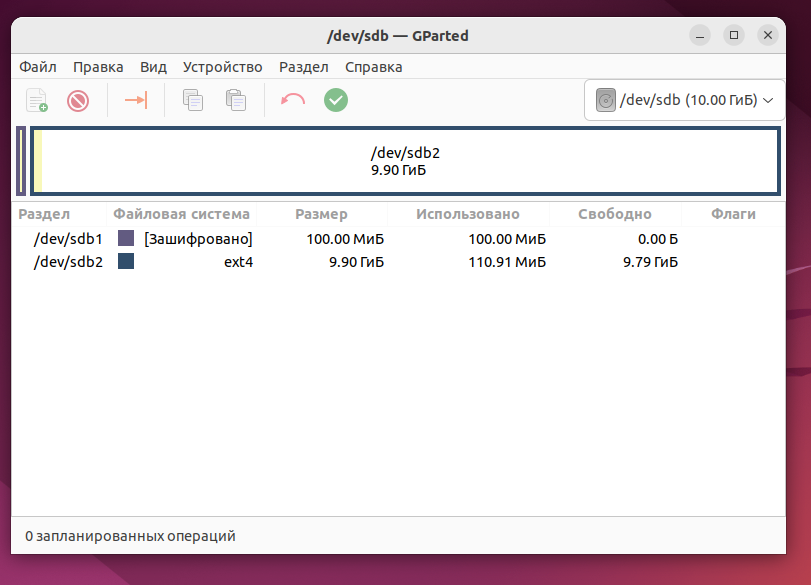 /dev/sdb — GParted
Файл Правка Вид Устройство Раздел Справка
/dev/sdb (10.00 ГиБ)
/dev/sdb2
9.90 ГиБ
Раздел Файловая система Размер Использовано Свободно Флаги
/dev/sdb1 [Зашифровано] 100.00 МиБ 100.00 МиБ 0.00 Б
/dev/sdb2 ext4 9.90 ГиБ 110.91 МиБ 9.79 ГиБ
0 запланированных операций